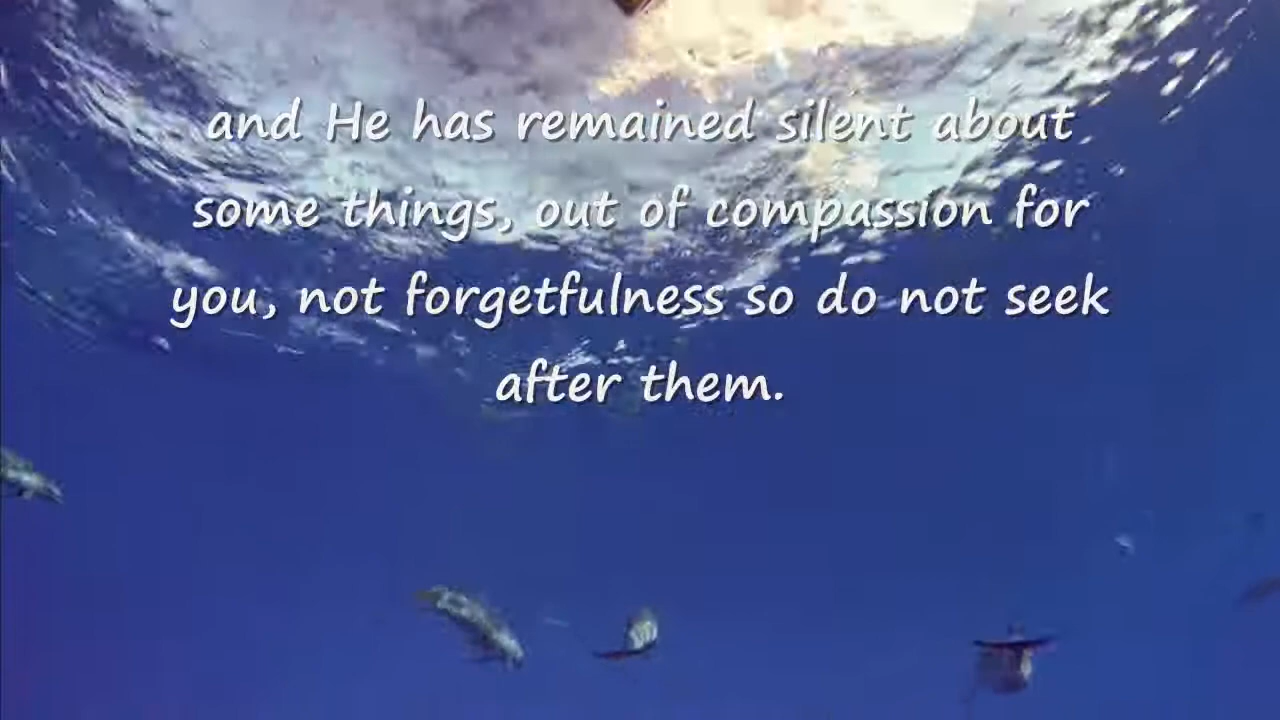 and He has remained silent about
some things, out of compassion for
you, not forgetfulness so do not seek
after them.